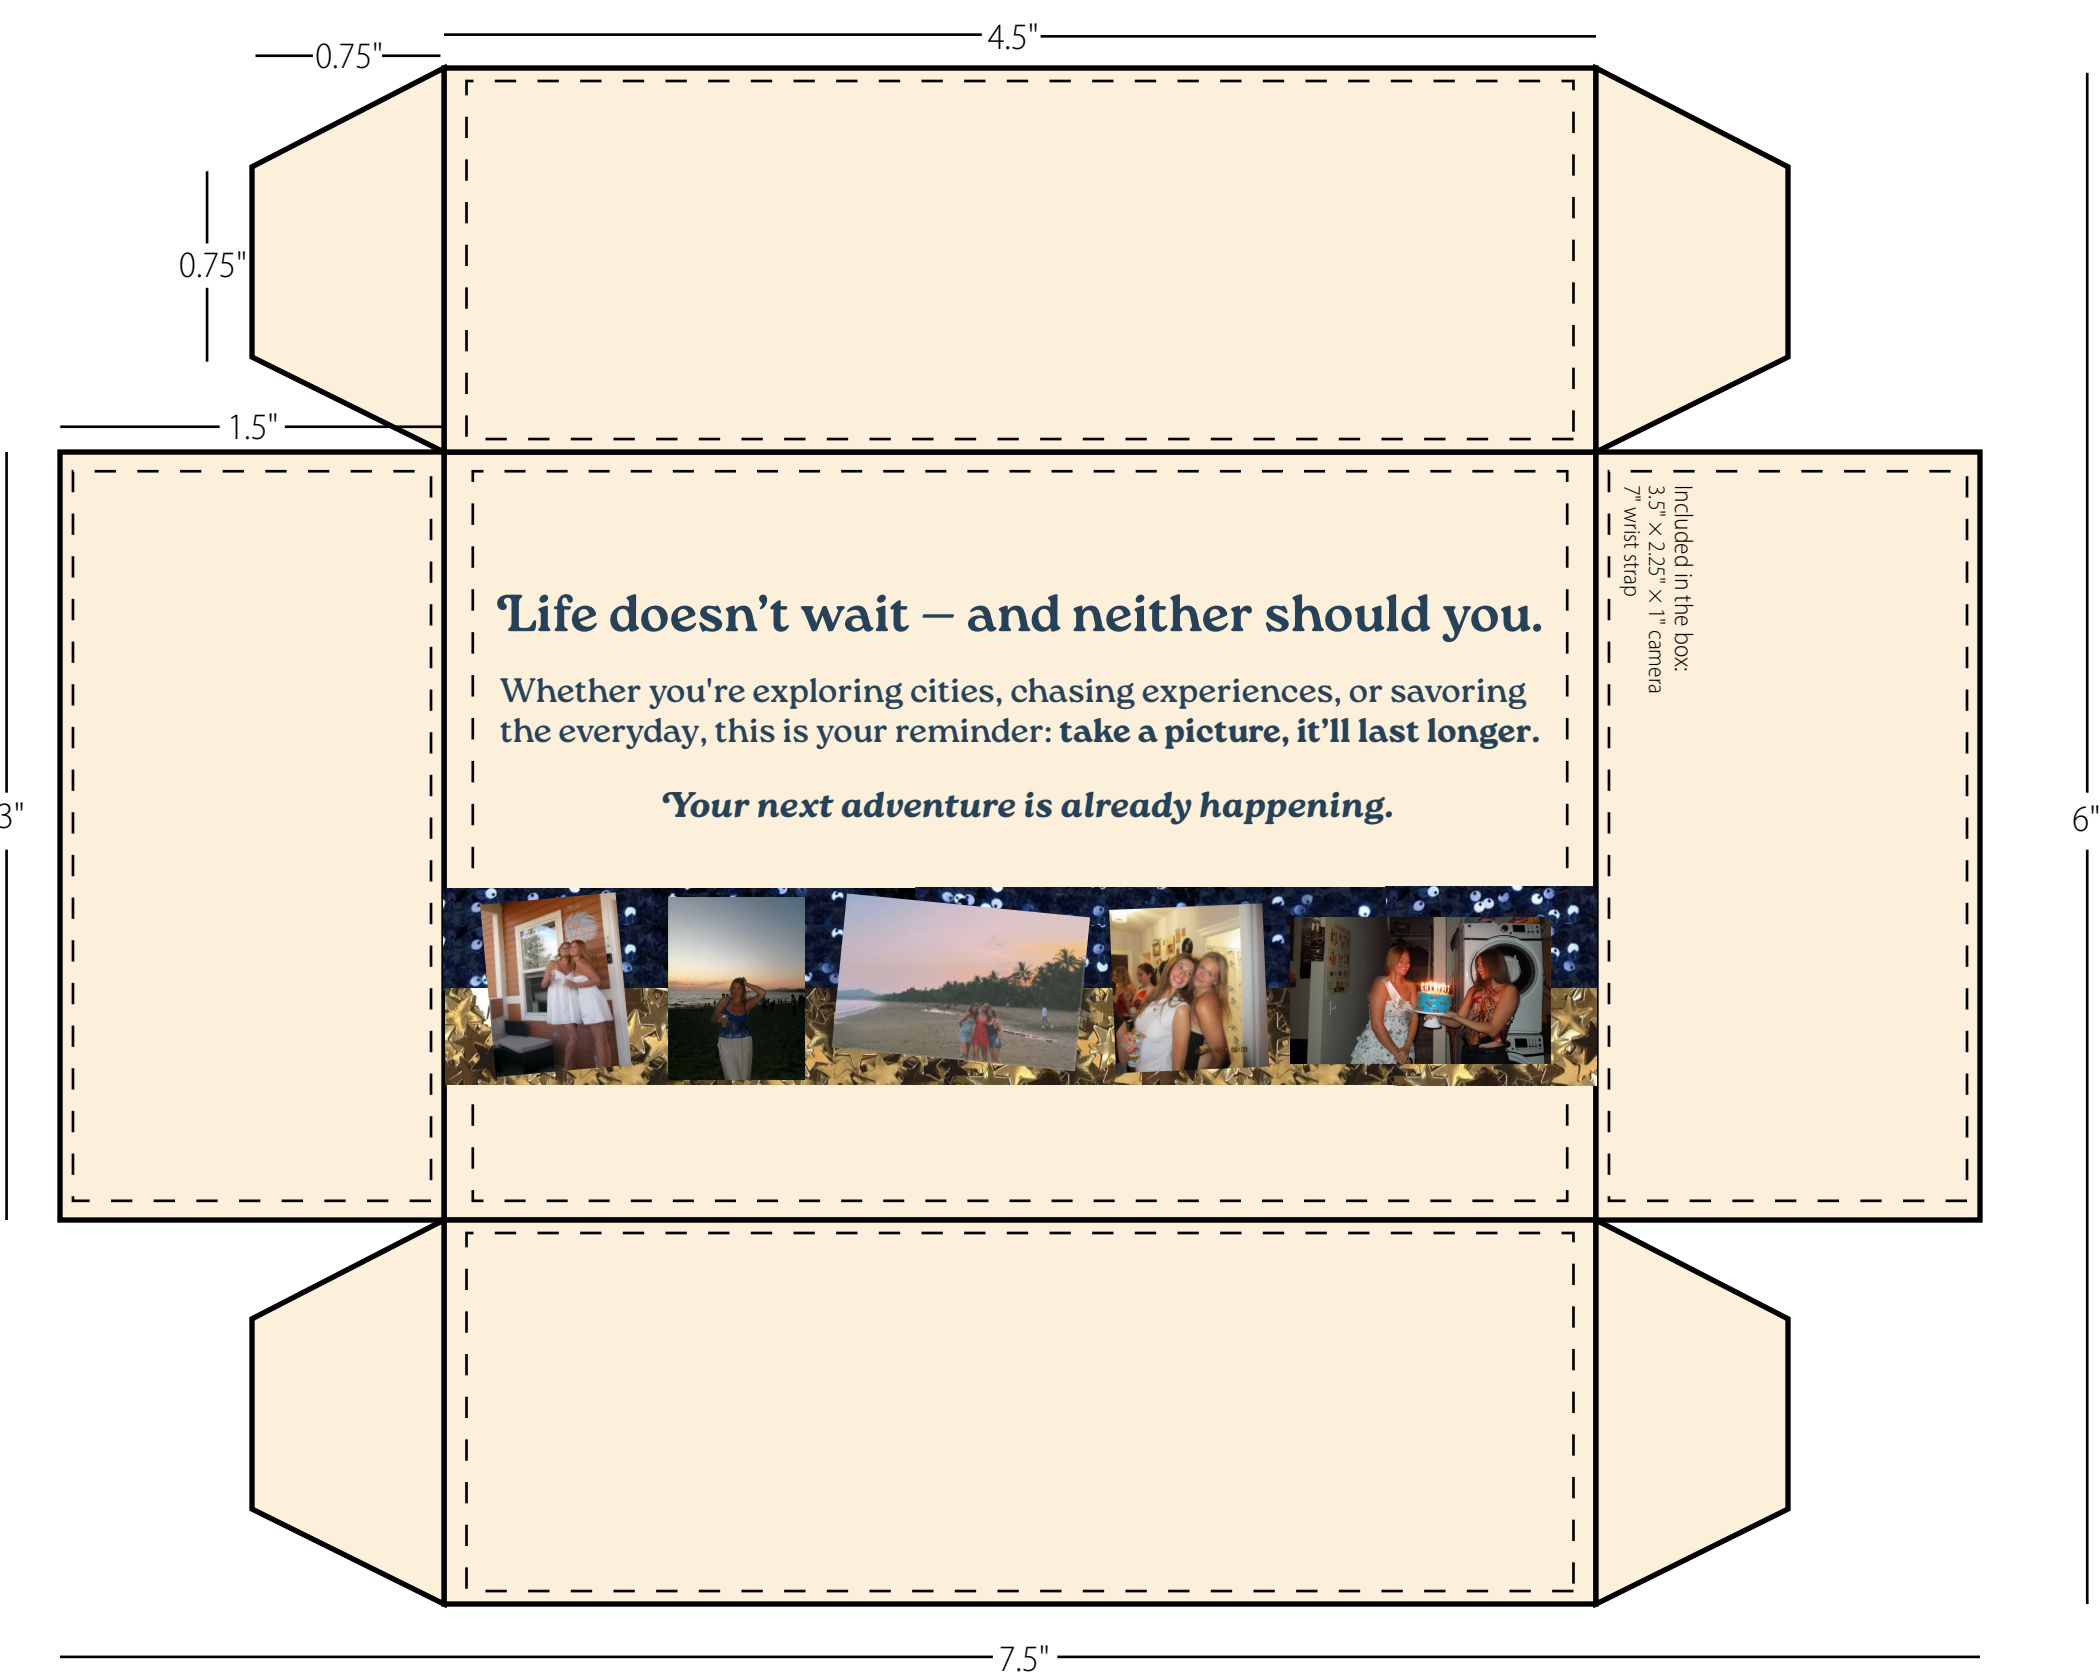 4.5"
0.75"
0.75"
1.5"
3"
6"
Life doesn’t wait — and neither should you.
Whether you're exploring cities, chasing experiences, or savoring
the everyday, this is your reminder: take a picture, it’ll last longer.
Your next adventure is already happening.
Included in the box:
3.5" × 2.25" × 1" camera
7" wrist strap
7.5"